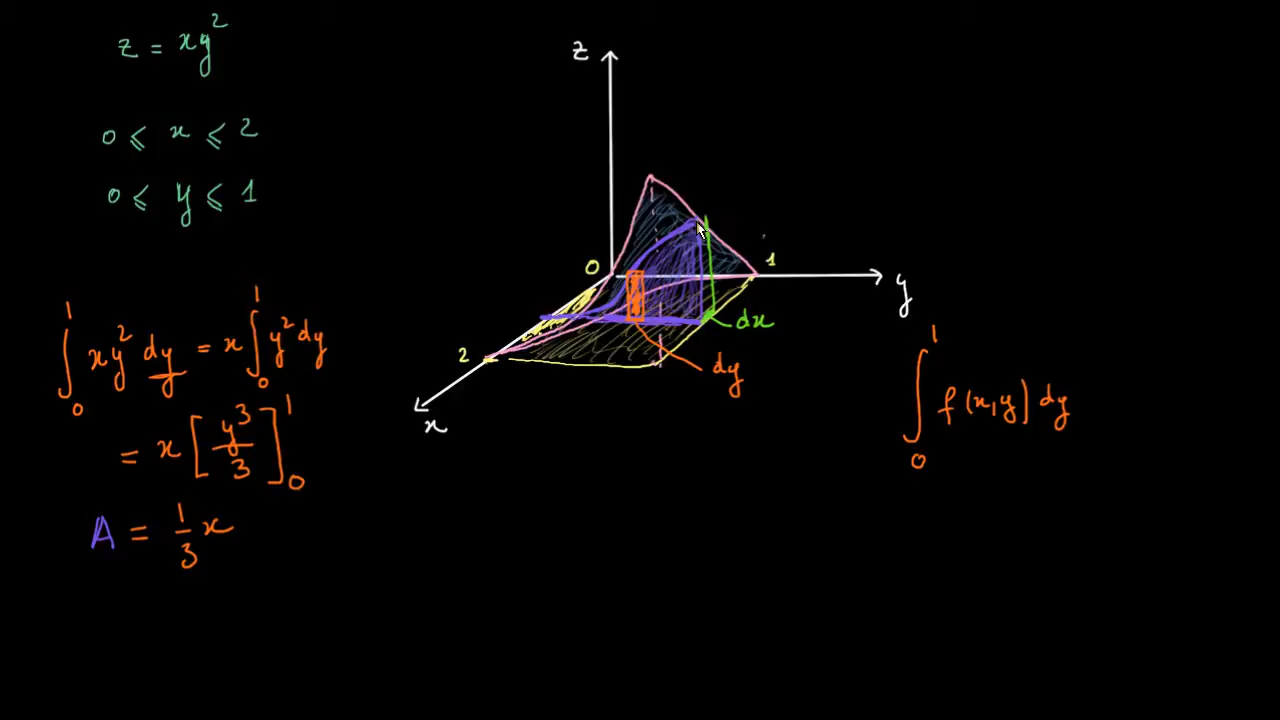 z = xy²
0 ⩽ x ⩽ 2
0 ⩽ y ⩽ 1
∫₀¹ xy² dy = x ∫₀¹ y² dy
= x [y³/3]₀¹
A = 1/3 x
z
0
1
y
2
x
dx
dy
∫₀¹ f(x,y) dy